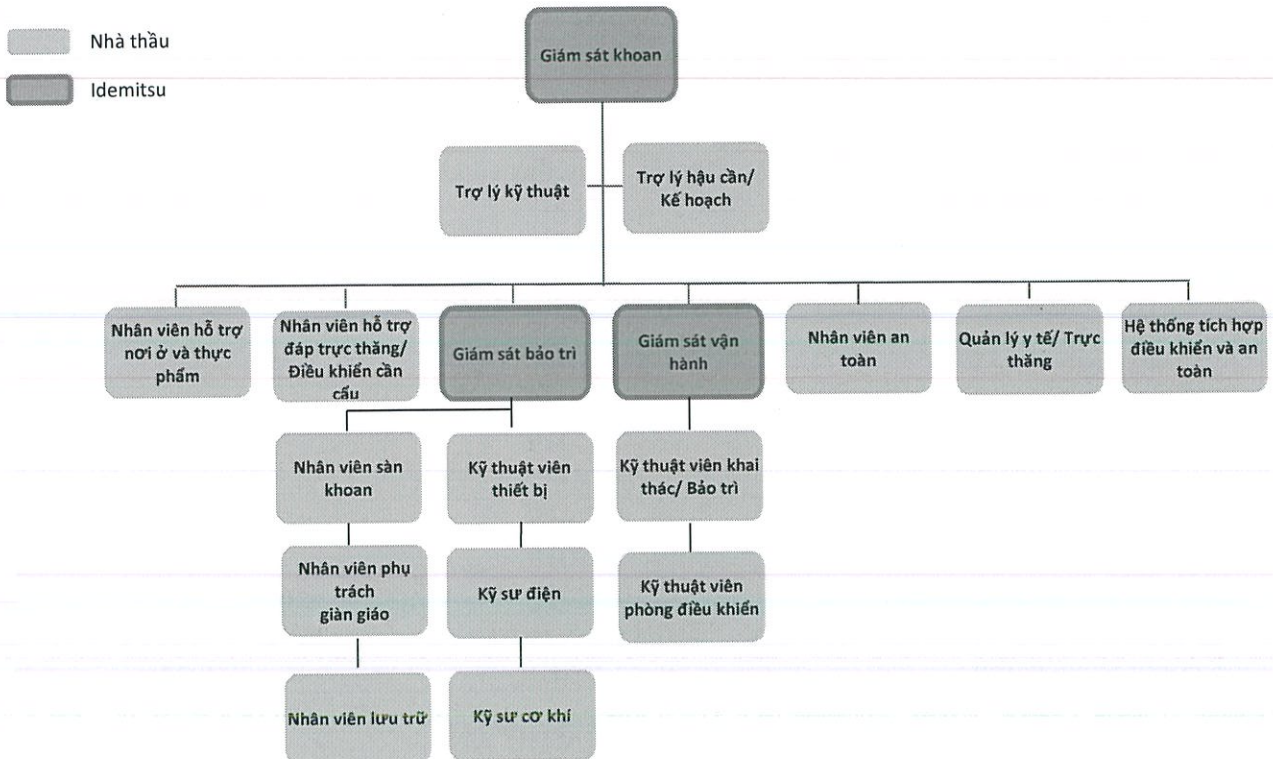 Nhà thầu
Idemitsu
Giám sát khoan
Trợ lý kỹ thuật
Trợ lý hậu cần/
Kế hoạch
Nhân viên hỗ trợ
nơi ở và thực
phẩm
Nhân viên hỗ trợ
đáp trực thăng/
Điều khiển cần
cẩu
Giám sát bảo trì
Giám sát vận
hành
Nhân viên an
toàn
Quản lý y tế/ Trực
thăng
Hệ thống tích hợp
điều khiển và an
toàn
Nhân viên sàn
khoan
Kỹ thuật viên
thiết bị
Kỹ thuật viên khai
thác/ Bảo trì
Nhân viên phụ
trách
giàn giáo
Kỹ sư điện
Kỹ thuật viên
phòng điều khiển
Nhân viên lưu trữ
Kỹ sư cơ khí